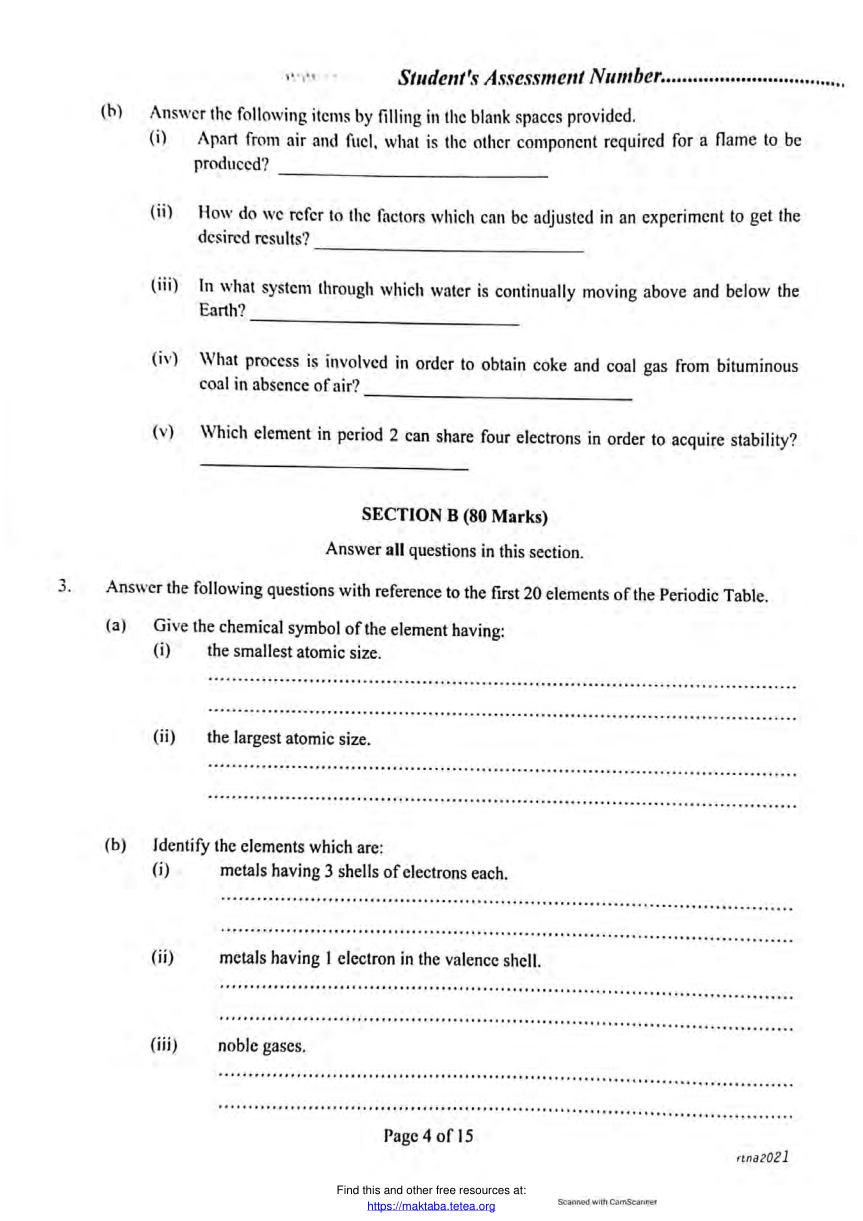 Student's Assessment Number....................................
(b) Answer the following items by filling in the blank spaces provided.
(i) Apart from air and fuel, what is the other component required for a flame to be
produced? ____________________
(ii) How do we refer to the factors which can be adjusted in an experiment to get the
desired results? ____________________
(iii) In what system through which water is continually moving above and below the
Earth? ____________________
(iv) What process is involved in order to obtain coke and coal gas from bituminous
coal in absence of air? ____________________
(v) Which element in period 2 can share four electrons in order to acquire stability?
____________________
SECTION B (80 Marks)
Answer all questions in this section.
3. Answer the following questions with reference to the first 20 elements of the Periodic Table.
(a) Give the chemical symbol of the element having:
(i) the smallest atomic size.
(ii) the largest atomic size.
(b) Identify the elements which are:
(i) metals having 3 shells of electrons each.
(ii) metals having 1 electron in the valence shell.
(iii) noble gases.
Page 4 of 15
rtna2021
Find this and other free resources at:
https://maktaba.tetea.org
Scanned with CamScanner